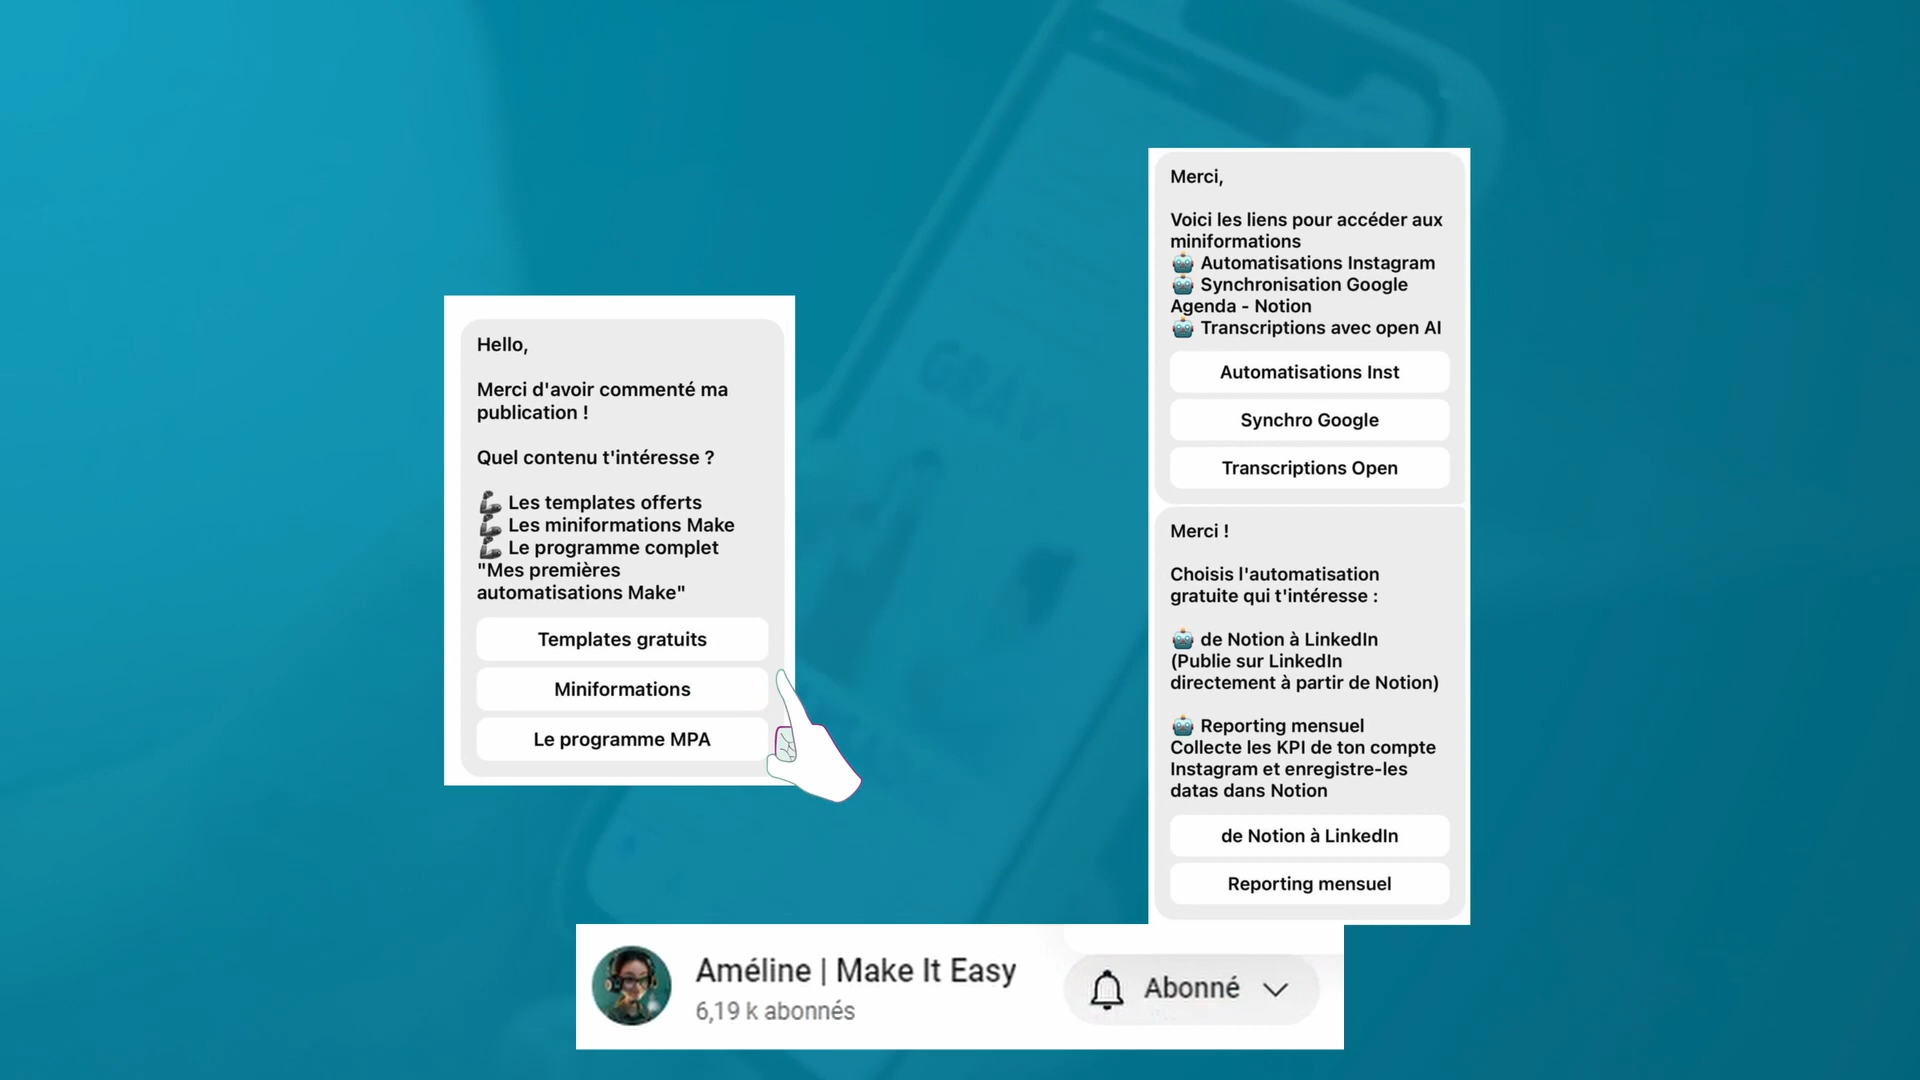 Hello,
Merci d'avoir commenté ma
publication !
Quel contenu t'intéresse ?
🦾 Les templates offerts
🦾 Les miniformations Make
🦾 Le programme complet
"Mes premières
automatisations Make"
Templates gratuits
Miniformations
Le programme MPA
Merci,
Voici les liens pour accéder aux
miniformations
🤖 Automatisations Instagram
🤖 Synchronisation Google
Agenda - Notion
🤖 Transcriptions avec open AI
Automatisations Inst
Synchro Google
Transcriptions Open
Merci !
Choisis l'automatisation
gratuite qui t'intéresse :
🤖 de Notion à LinkedIn
(Publie sur LinkedIn
directement à partir de Notion)
🤖 Reporting mensuel
Collecte les KPI de ton compte
Instagram et enregistre-les
datas dans Notion
de Notion à LinkedIn
Reporting mensuel
Améline | Make It Easy
6,19 k abonnés
Abonné